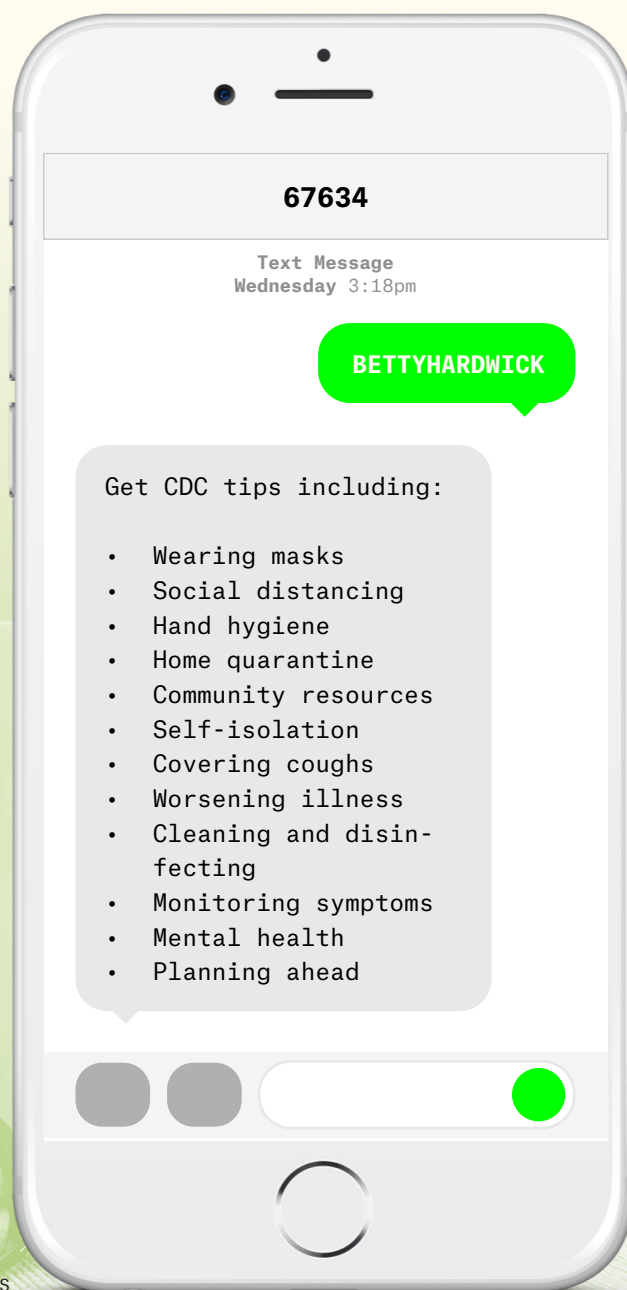 67634
Text Message
Wednesday 3:18pm
BETTYHARDWICK
Get CDC tips including:
• Wearing masks
• Social distancing
• Hand hygiene
• Home quarantine
• Community resources
• Self-isolation
• Covering coughs
• Worsening illness
• Cleaning and disin-
fecting
• Monitoring symptoms
• Mental health
• Planning ahead
s